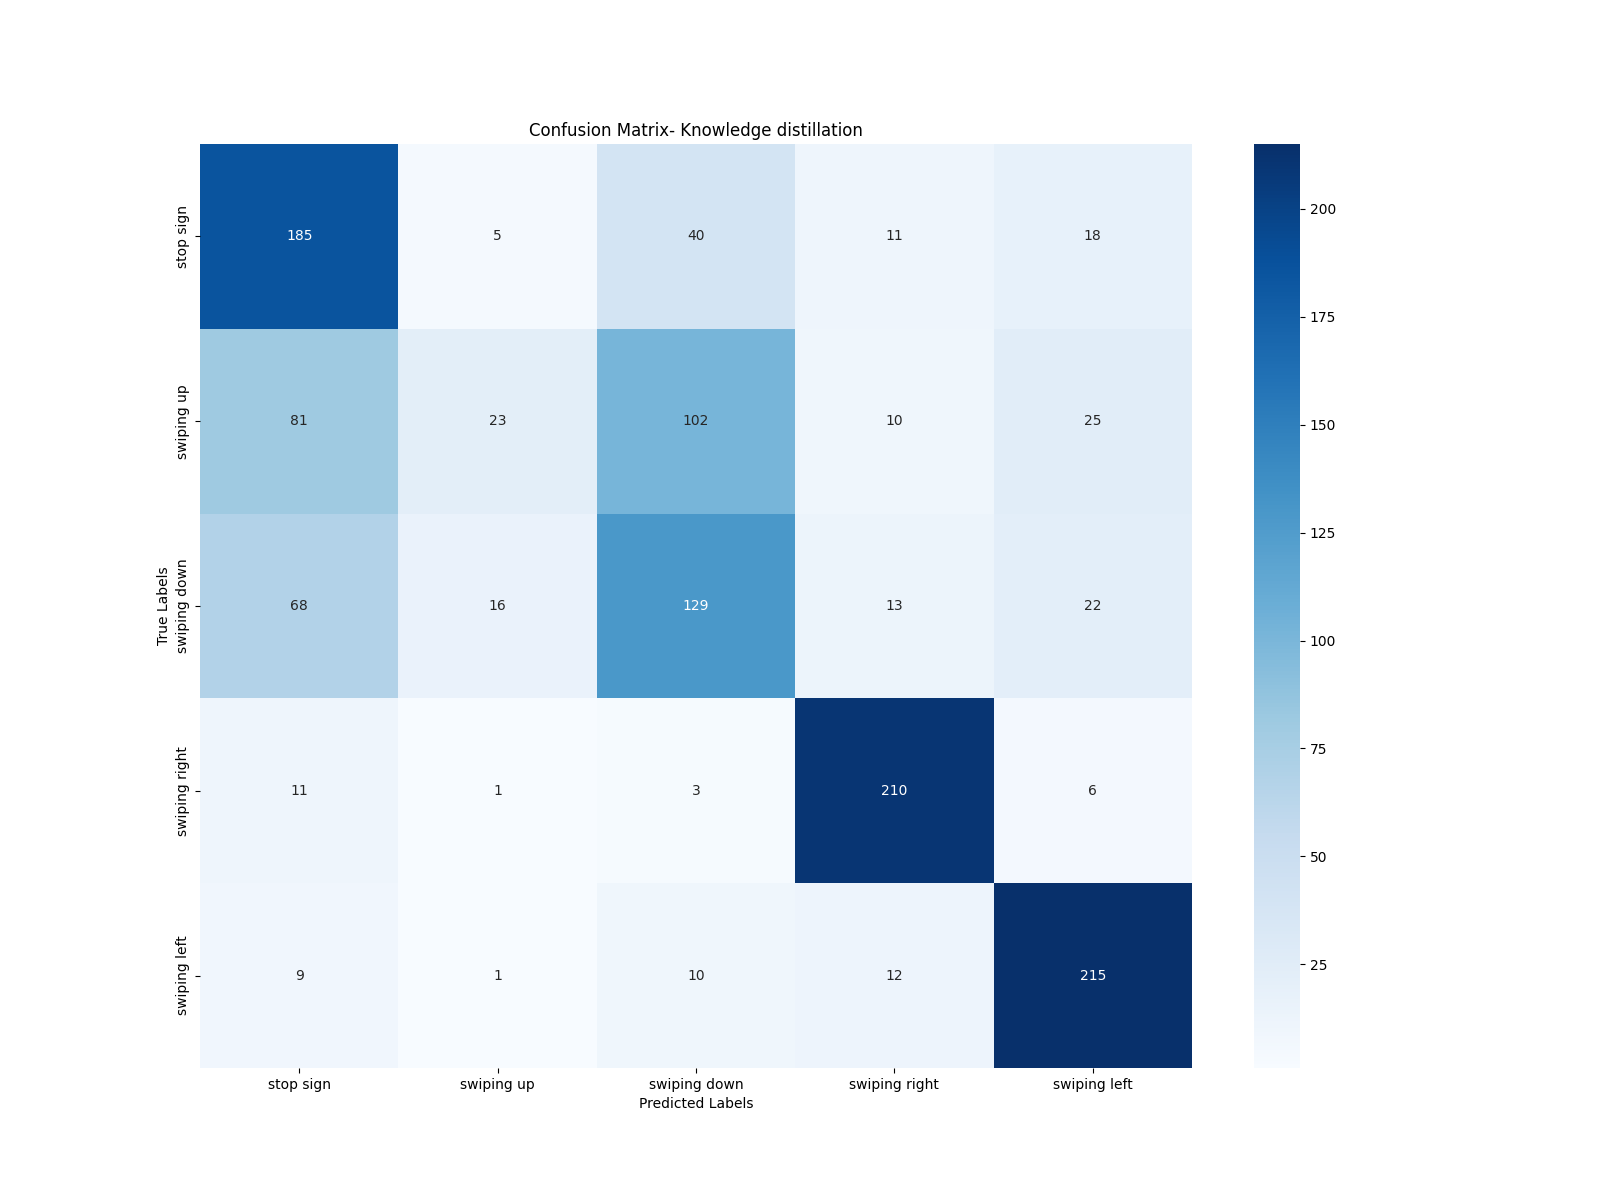 Confusion Matrix- Knowledge distillation
True Labels
stop sign
185 5 40 11 18
swiping up
81 23 102 10 25
swiping down
68 16 129 13 22
swiping right
11 1 3 210 6
swiping left
9 1 10 12 215
stop sign swiping up swiping down swiping right swiping left
Predicted Labels
200
175
150
125
100
75
50
25